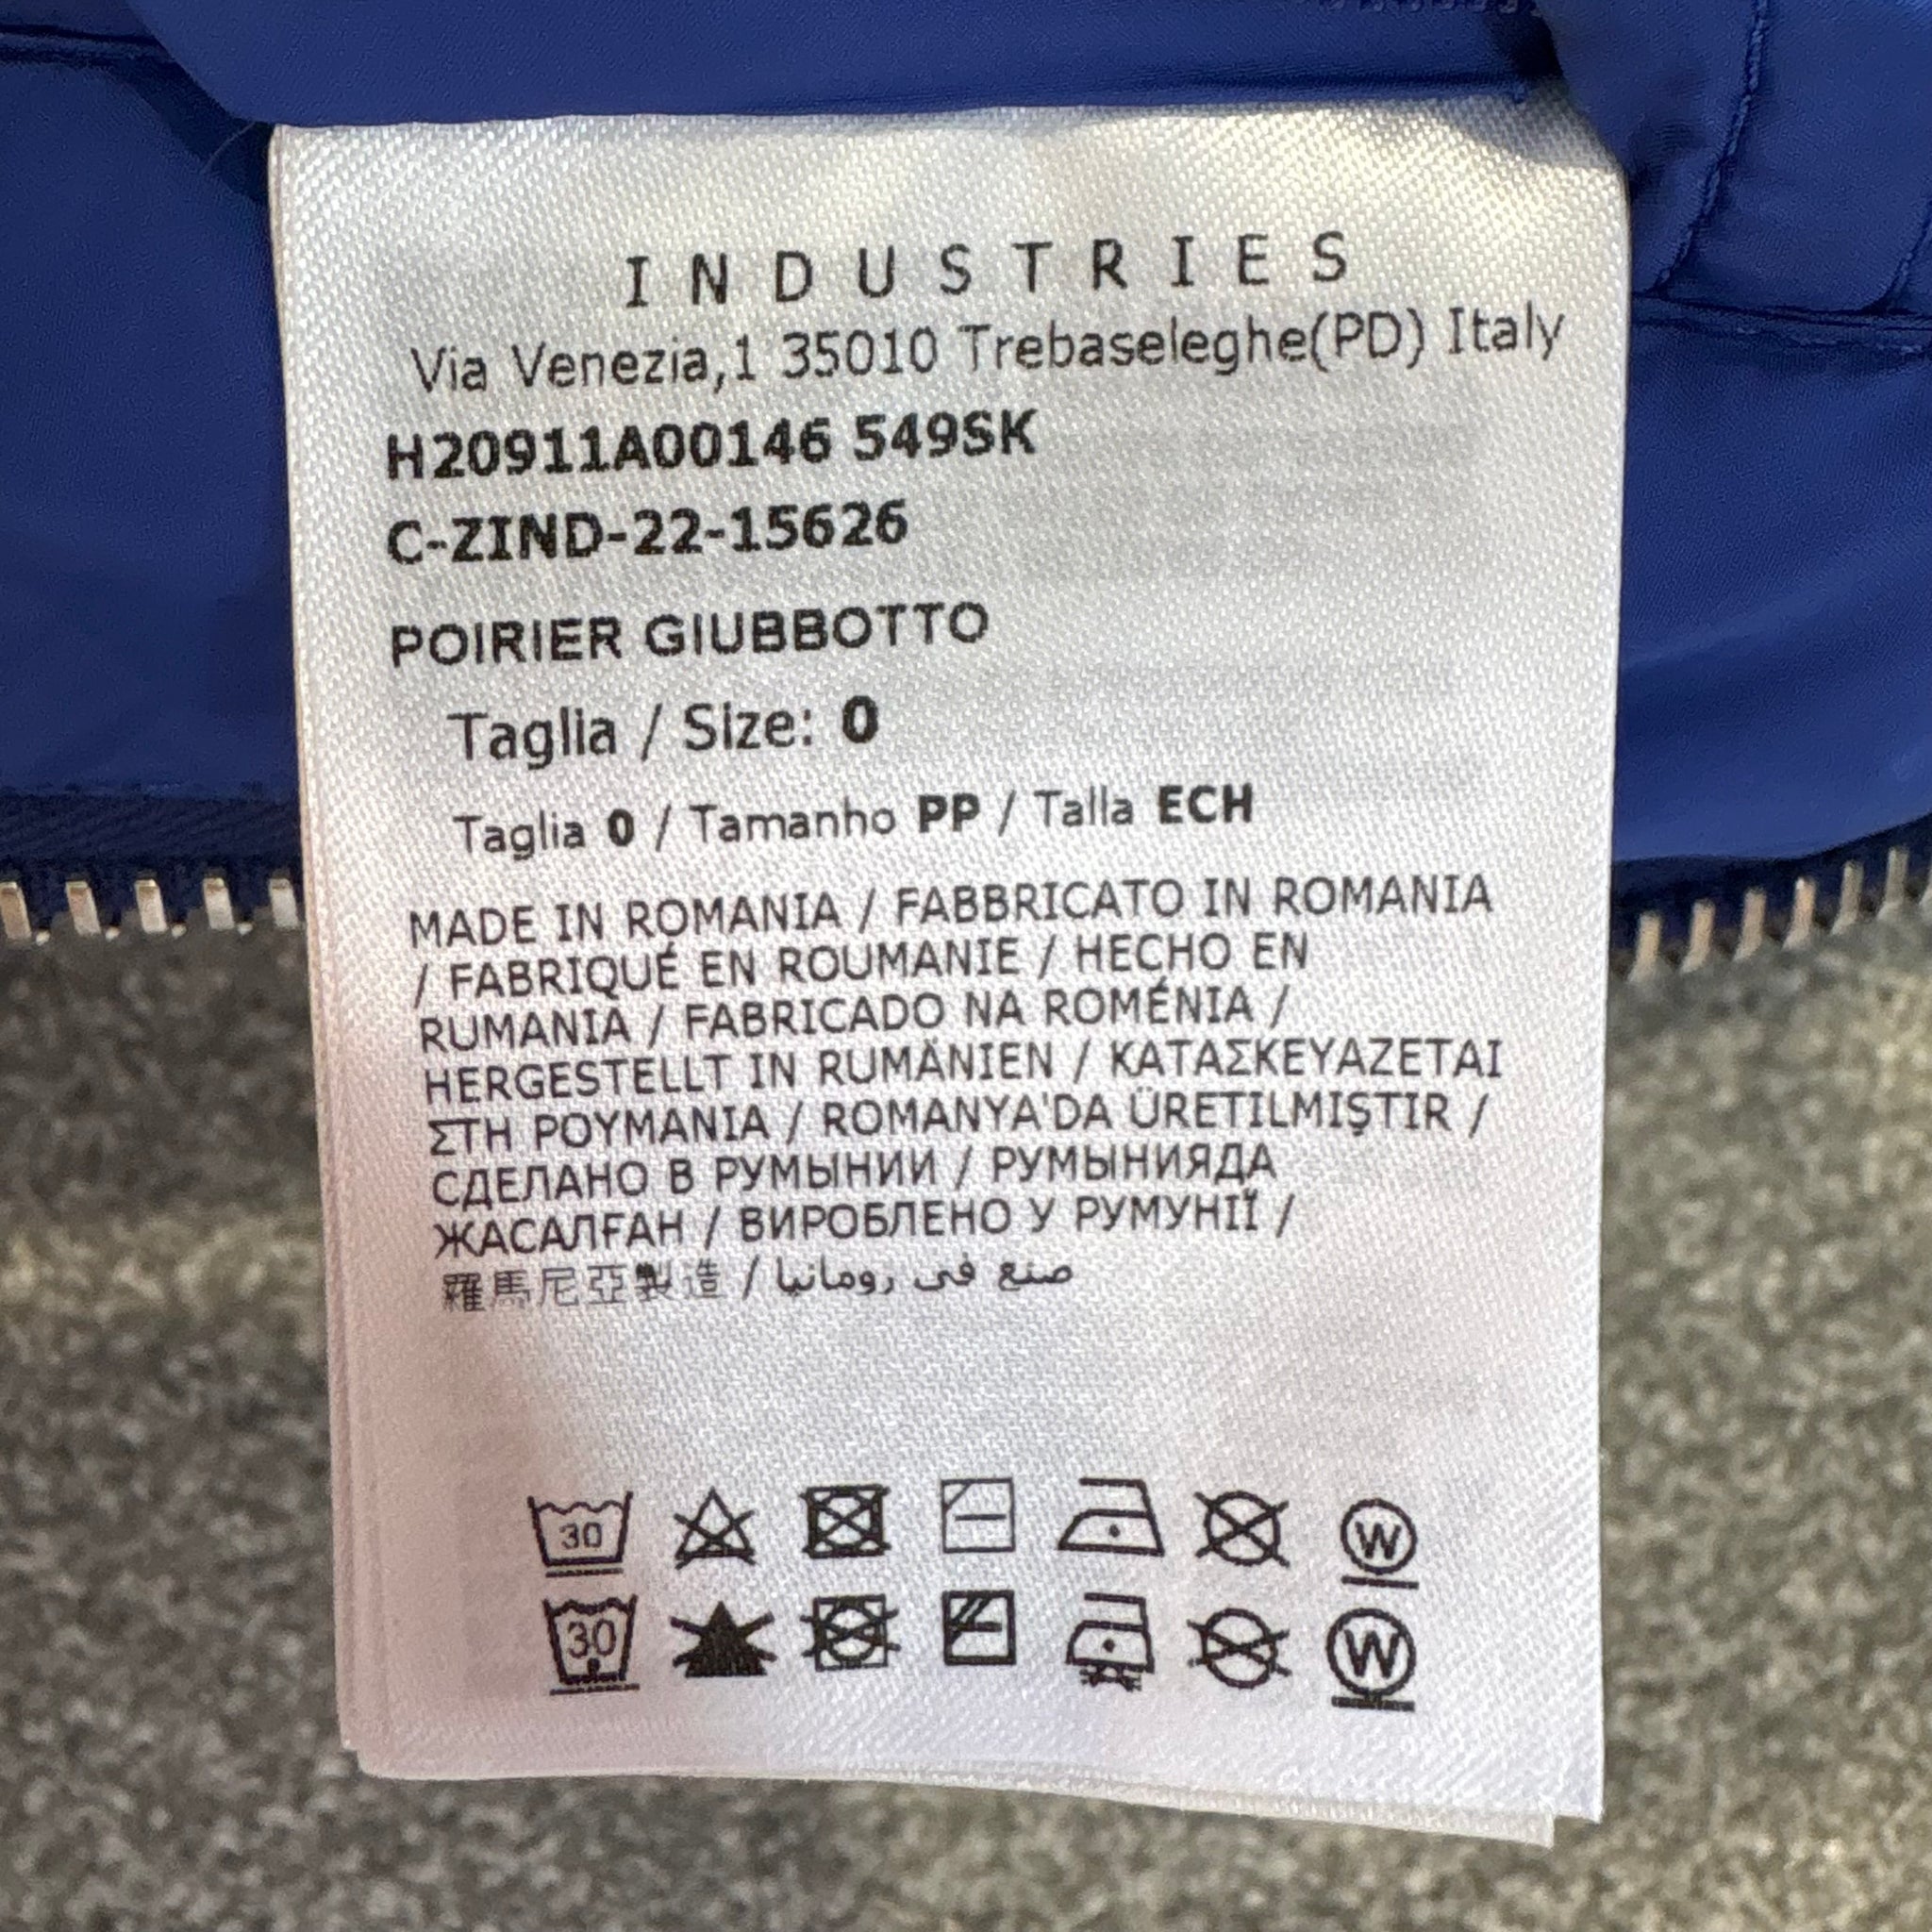 INDUSTRIES
Via Venezia,1 35010 Trebaseleghe(PD) Italy
H20911A00146 549SK
C-ZIND-22-15626
POIRIER GIUBBOTTO
Taglia / Size: 0
Taglia 0 / Tamanho PP / Talla ECH
MADE IN ROMANIA / FABBRICATO IN ROMANIA
/ FABRIQUÉ EN ROUMANIE / HECHO EN
RUMANIA / FABRICADO NA ROMÉNIA /
HERGESTELLT IN RUMÄNIEN / ΚΑΤΑΣΚΕΥΑΖΕΤΑΙ
ΣΤΗ ΡΟΥΜΑΝΙΑ / ROMANYA'DA ÜRETILMIŞTIR /
СДЕЛАНО В РУМЫНИИ / РУМЫНИЯДА
ЖАСАЛҒАН / ВИРОБЛЕНО У РУМУНІЇ /
羅馬尼亞製造 / صنع فى رومانيا
30 W
30 W